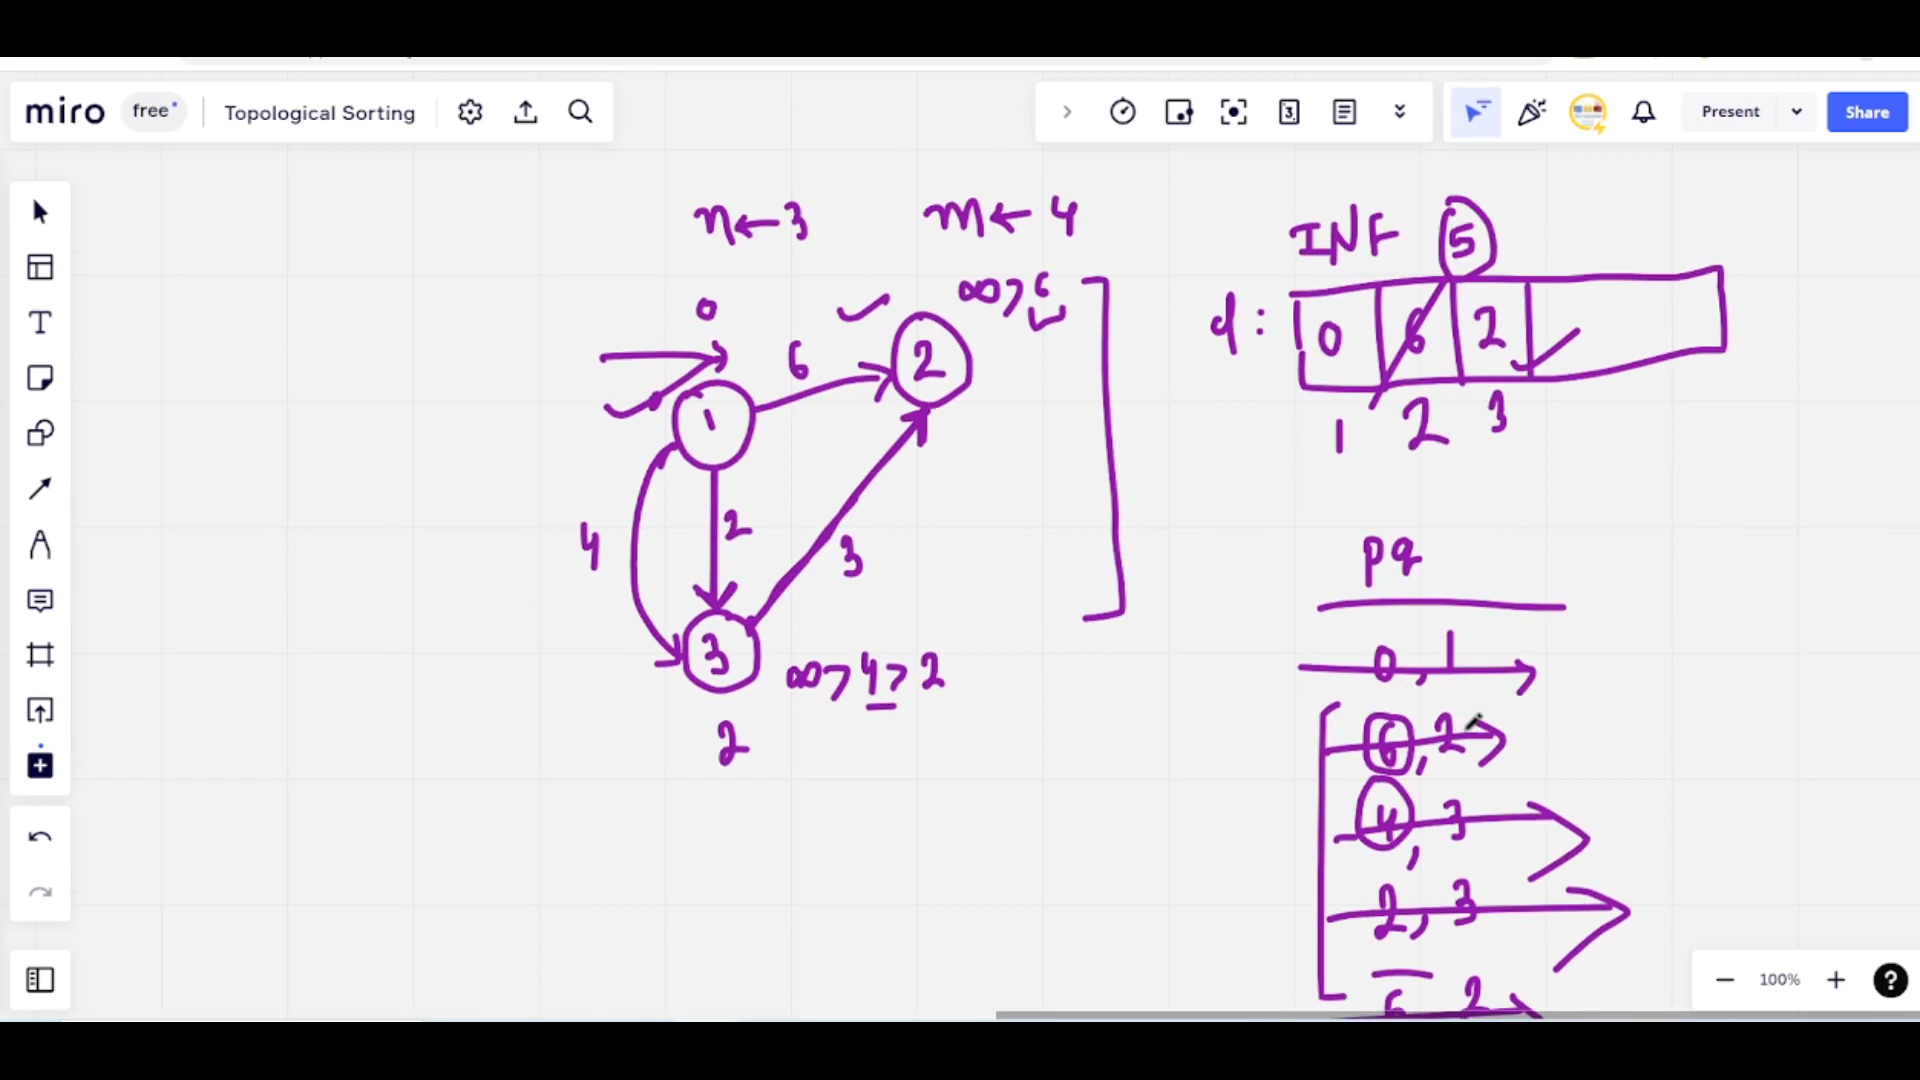 miro free Topological Sorting
Present Share
n←3 m←4
INF 5
∞>6
0
d: 0 6 2
1 2 3
6
2
1
4 2 3
pq
3
∞>4>2
2
0, 1
6, 2
4, 3
2, 3
100%